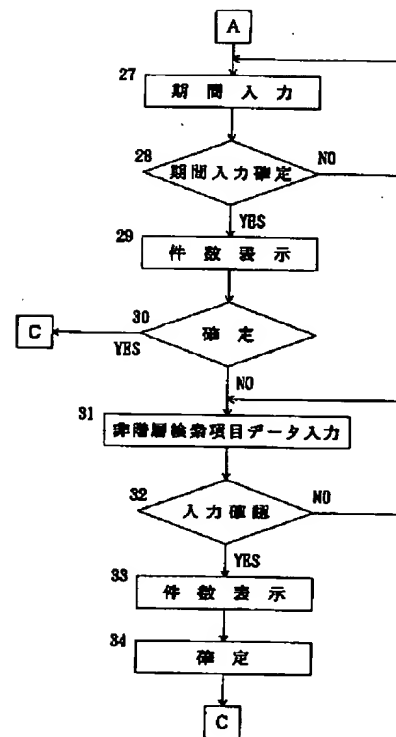 A
27
期間入力
28
期間入力確定
NO
YES
29
件数表示
30
確定
C
YES
NO
31
非階層検索項目データ入力
32
入力確認
NO
YES
33
件数表示
34
確定
C